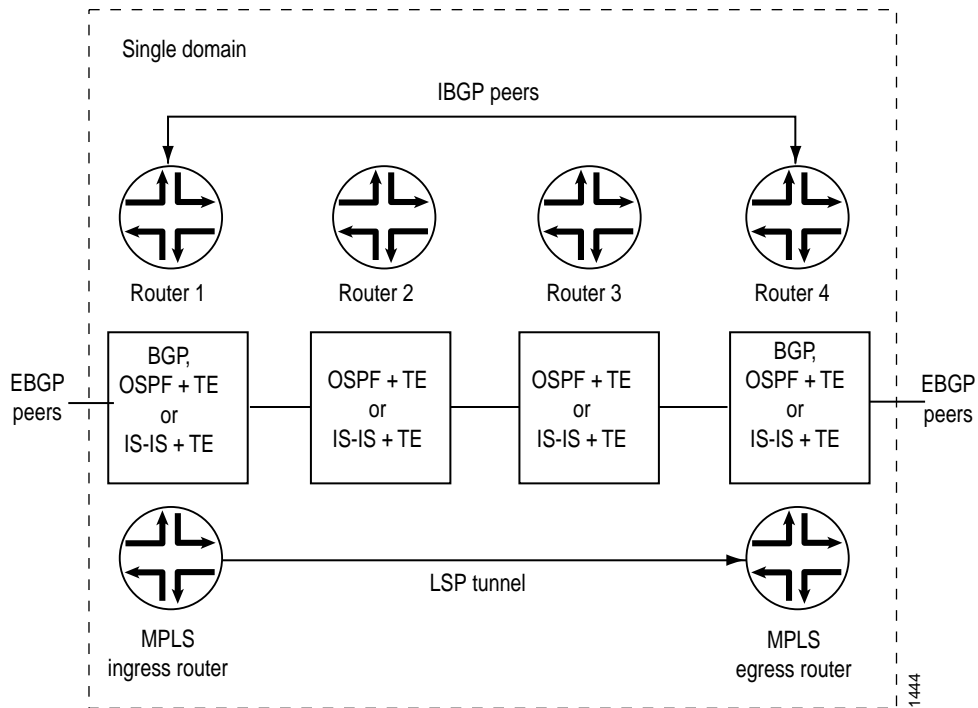 Single domain
IBGP peers
Router 1
Router 2
Router 3
Router 4
EBGP
peers
BGP,
OSPF + TE
or
IS-IS + TE
OSPF + TE
or
IS-IS + TE
OSPF + TE
or
IS-IS + TE
BGP,
OSPF + TE
or
IS-IS + TE
EBGP
peers
LSP tunnel
MPLS
ingress router
MPLS
egress router
1444